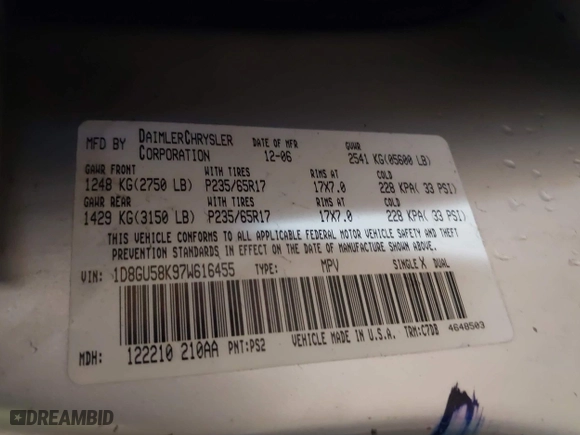 MFD BY DAIMLERCHRYSLER CORPORATION DATE OF MFR 12-06 GVWR 2541 KG(05600 LB)
GAWR FRONT WITH TIRES RIMS AT COLD
1248 KG(2750 LB) P235/65R17 17X7.0 228 KPA( 33 PSI)
GAWR REAR WITH TIRES RIMS AT COLD
1429 KG(3150 LB) P235/65R17 17X7.0 228 KPA( 33 PSI)
THIS VEHICLE CONFORMS TO ALL APPLICABLE FEDERAL MOTOR VEHICLE SAFETY AND THEFT
PREVENTION STANDARDS IN EFFECT ON THE DATE OF MANUFACTURE SHOWN ABOVE.
VIN: 1D8GU58K97W616455 TYPE: MPV SINGLE X DUAL
MDH: 122210 210AA PNT:PS2 VEHICLE MADE IN U.S.A. TRM:C7DB 4648503
DREAMBID